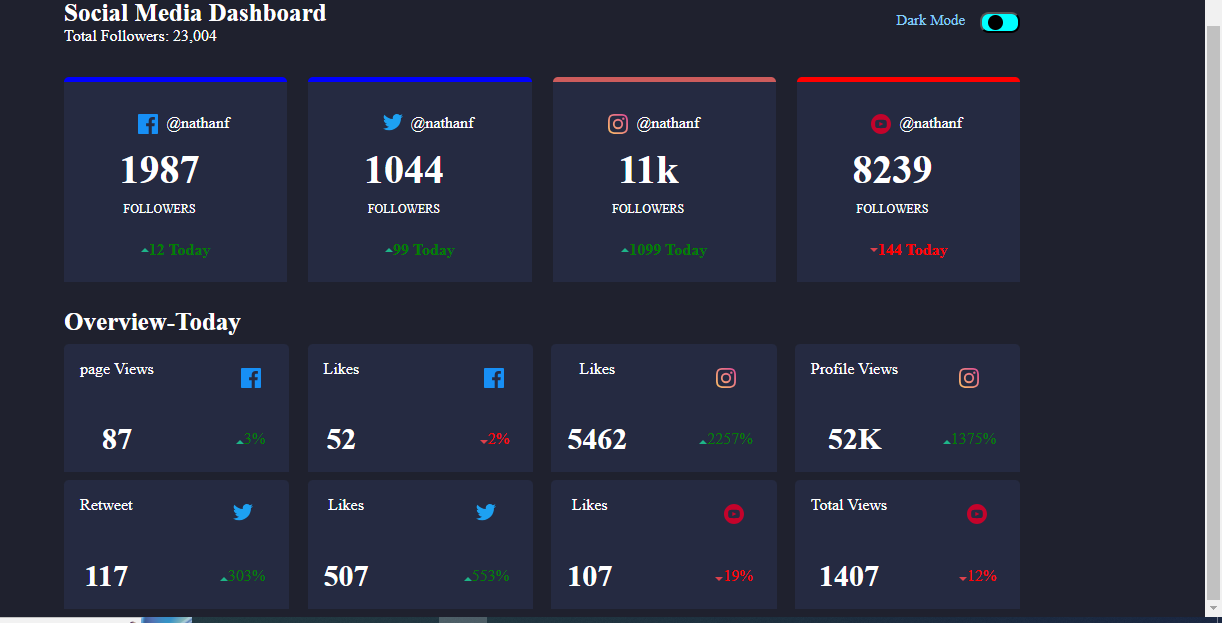 Social Media Dashboard
Total Followers: 23,004
Dark Mode
@nathanf
1987
FOLLOWERS
12 Today
@nathanf
1044
FOLLOWERS
99 Today
@nathanf
11k
FOLLOWERS
1099 Today
@nathanf
8239
FOLLOWERS
144 Today
Overview-Today
page Views
87
3%
Likes
52
2%
Likes
5462
2257%
Profile Views
52K
1375%
Retweet
117
303%
Likes
507
553%
Likes
107
19%
Total Views
1407
12%